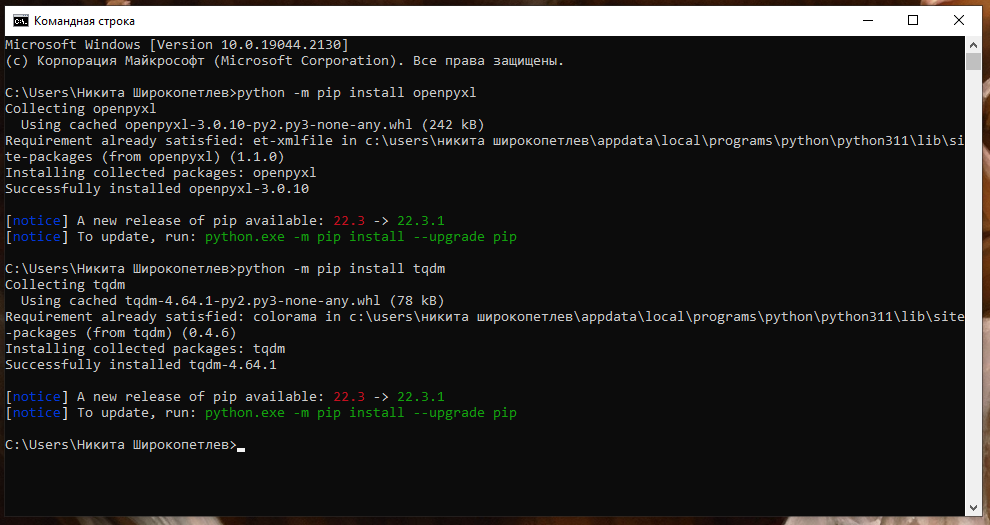 Командная строка
Microsoft Windows [Version 10.0.19044.2130]
(c) Корпорация Майкрософт (Microsoft Corporation). Все права защищены.
C:\Users\Никита Широкопетлев>python -m pip install openpyxl
Collecting openpyxl
  Using cached openpyxl-3.0.10-py2.py3-none-any.whl (242 kB)
Requirement already satisfied: et-xmlfile in c:\users\никита широкопетлев\appdata\local\programs\python\python311\lib\si
te-packages (from openpyxl) (1.1.0)
Installing collected packages: openpyxl
Successfully installed openpyxl-3.0.10
[notice] A new release of pip available: 22.3 -> 22.3.1
[notice] To update, run: python.exe -m pip install --upgrade pip
C:\Users\Никита Широкопетлев>python -m pip install tqdm
Collecting tqdm
  Using cached tqdm-4.64.1-py2.py3-none-any.whl (78 kB)
Requirement already satisfied: colorama in c:\users\никита широкопетлев\appdata\local\programs\python\python311\lib\site
-packages (from tqdm) (0.4.6)
Installing collected packages: tqdm
Successfully installed tqdm-4.64.1
[notice] A new release of pip available: 22.3 -> 22.3.1
[notice] To update, run: python.exe -m pip install --upgrade pip
C:\Users\Никита Широкопетлев>